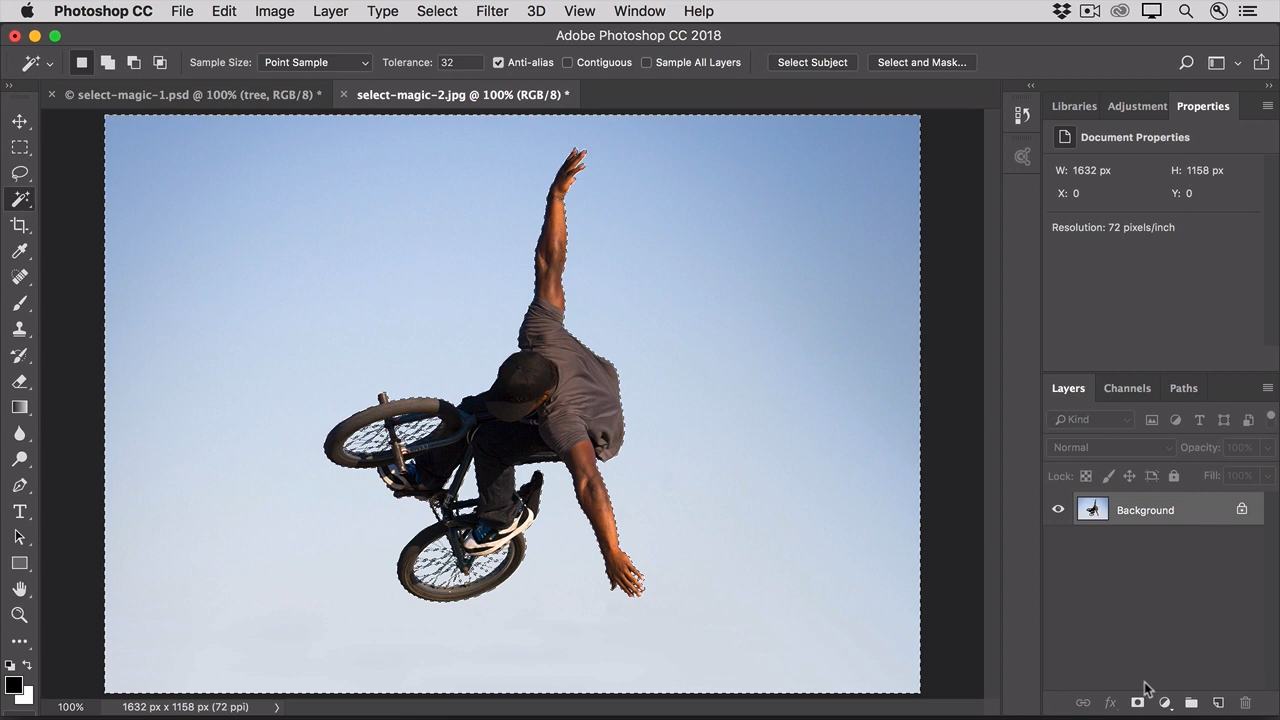 Photoshop CC File Edit Image Layer Type Select Filter 3D View Window Help
Adobe Photoshop CC 2018
Sample Size: Point Sample Tolerance: 32 Anti-alias Contiguous Sample All Layers Select Subject Select and Mask...
© select-magic-1.psd @ 100% (tree, RGB/8) * select-magic-2.jpg @ 100% (RGB/8) *
Libraries Adjustment Properties
Document Properties
W: 1632 px H: 1158 px
X: 0 Y: 0
Resolution: 72 pixels/inch
Layers Channels Paths
Kind
Normal Opacity: 100%
Lock: Fill: 100%
Background
100% 1632 px x 1158 px (72 ppi)